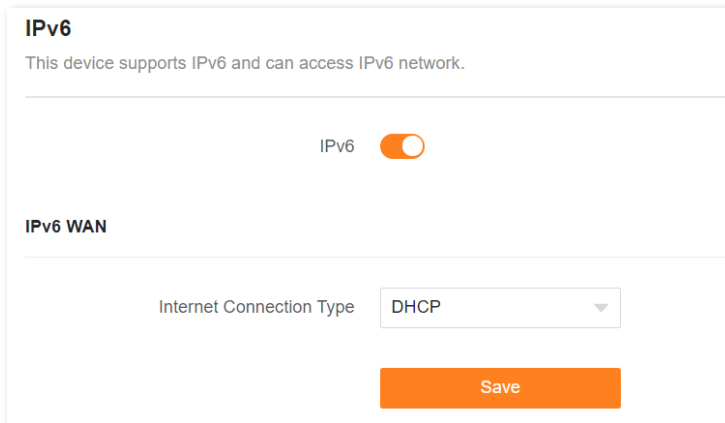 IPv6
This device supports IPv6 and can access IPv6 network.
IPv6
IPv6 WAN
Internet Connection Type DHCP
Save